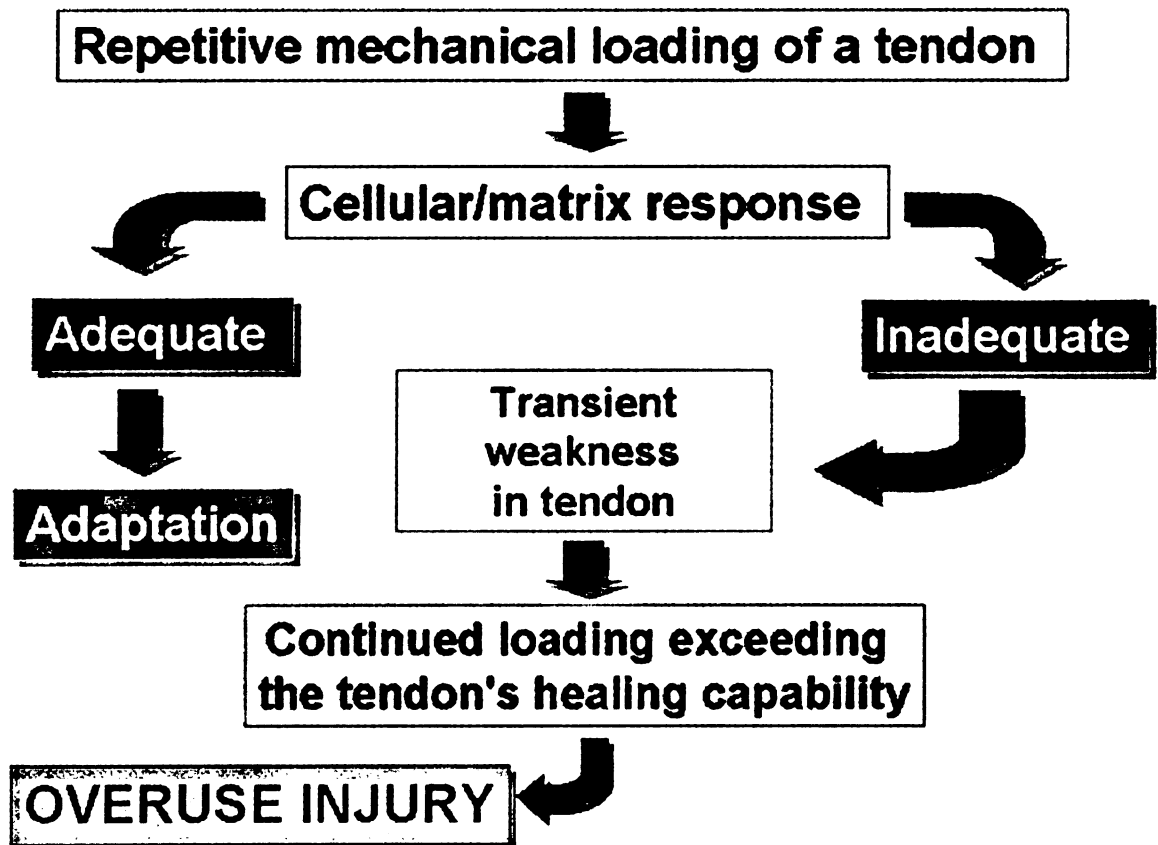 Repetitive mechanical loading of a tendon
Cellular/matrix response
Adequate
Inadequate
Transient
weakness
in tendon
Adaptation
Continued loading exceeding
the tendon's healing capability
OVERUSE INJURY